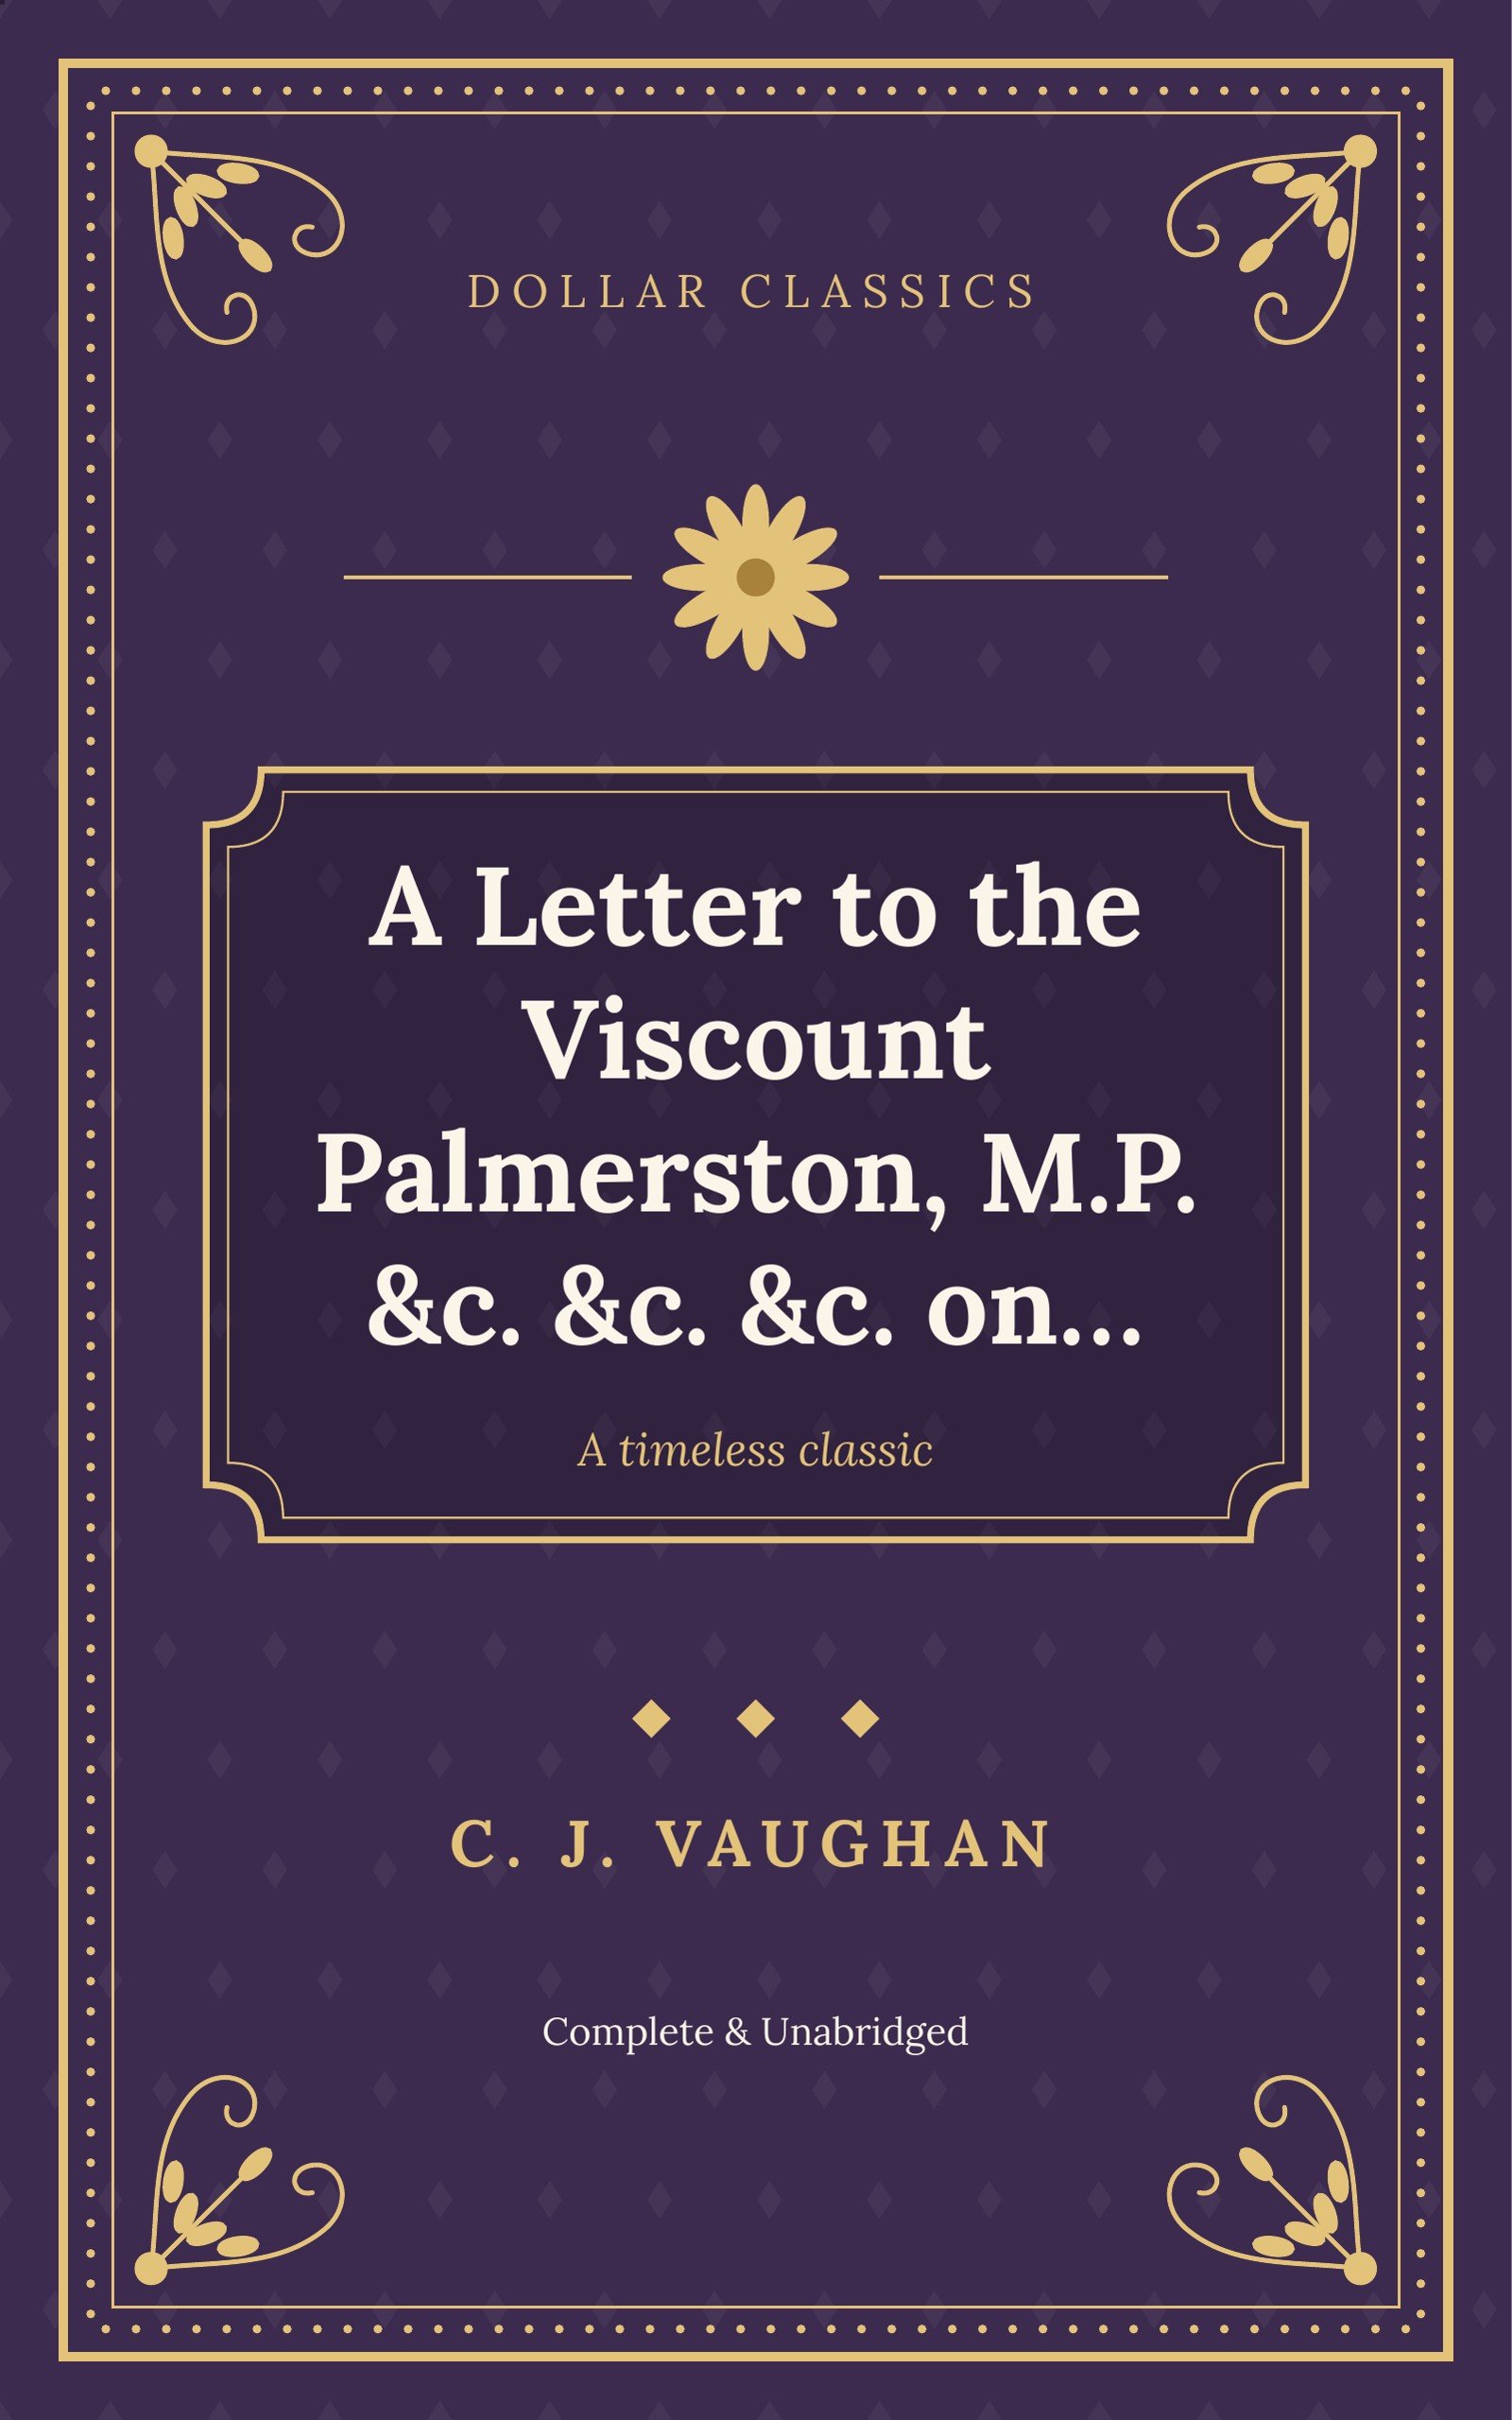 DOLLAR CLASSICS
A Letter to the
Viscount
Palmerston, M.P.
&c. &c. &c. on...
A timeless classic
C. J. VAUGHAN
Complete & Unabridged